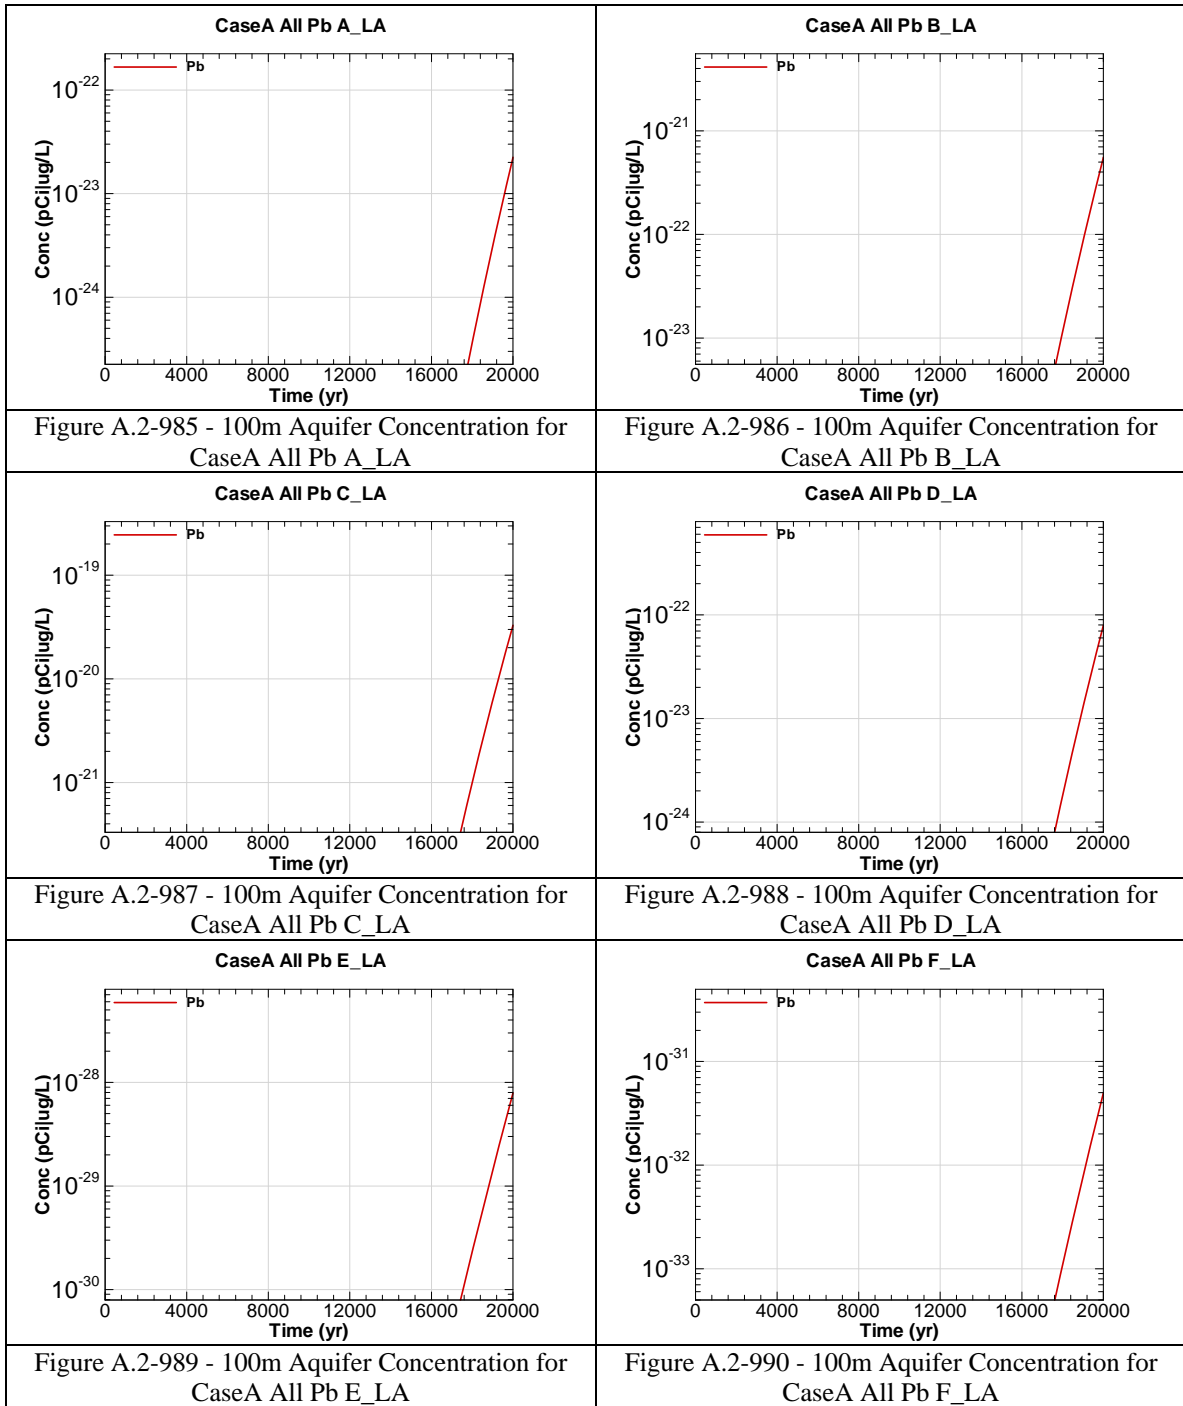 CaseA All Pb A_LA
Pb
10-22
10-23
10-24
Conc (pCi|ug/L)
0 4000 8000 12000 16000 20000
Time (yr)
Figure A.2-985 - 100m Aquifer Concentration for
CaseA All Pb A_LA
CaseA All Pb B_LA
Pb
10-21
10-22
10-23
Conc (pCi|ug/L)
0 4000 8000 12000 16000 20000
Time (yr)
Figure A.2-986 - 100m Aquifer Concentration for
CaseA All Pb B_LA
CaseA All Pb C_LA
Pb
10-19
10-20
10-21
Conc (pCi|ug/L)
0 4000 8000 12000 16000 20000
Time (yr)
Figure A.2-987 - 100m Aquifer Concentration for
CaseA All Pb C_LA
CaseA All Pb D_LA
Pb
10-22
10-23
10-24
Conc (pCi|ug/L)
0 4000 8000 12000 16000 20000
Time (yr)
Figure A.2-988 - 100m Aquifer Concentration for
CaseA All Pb D_LA
CaseA All Pb E_LA
Pb
10-28
10-29
10-30
Conc (pCi|ug/L)
0 4000 8000 12000 16000 20000
Time (yr)
Figure A.2-989 - 100m Aquifer Concentration for
CaseA All Pb E_LA
CaseA All Pb F_LA
Pb
10-31
10-32
10-33
Conc (pCi|ug/L)
0 4000 8000 12000 16000 20000
Time (yr)
Figure A.2-990 - 100m Aquifer Concentration for
CaseA All Pb F_LA